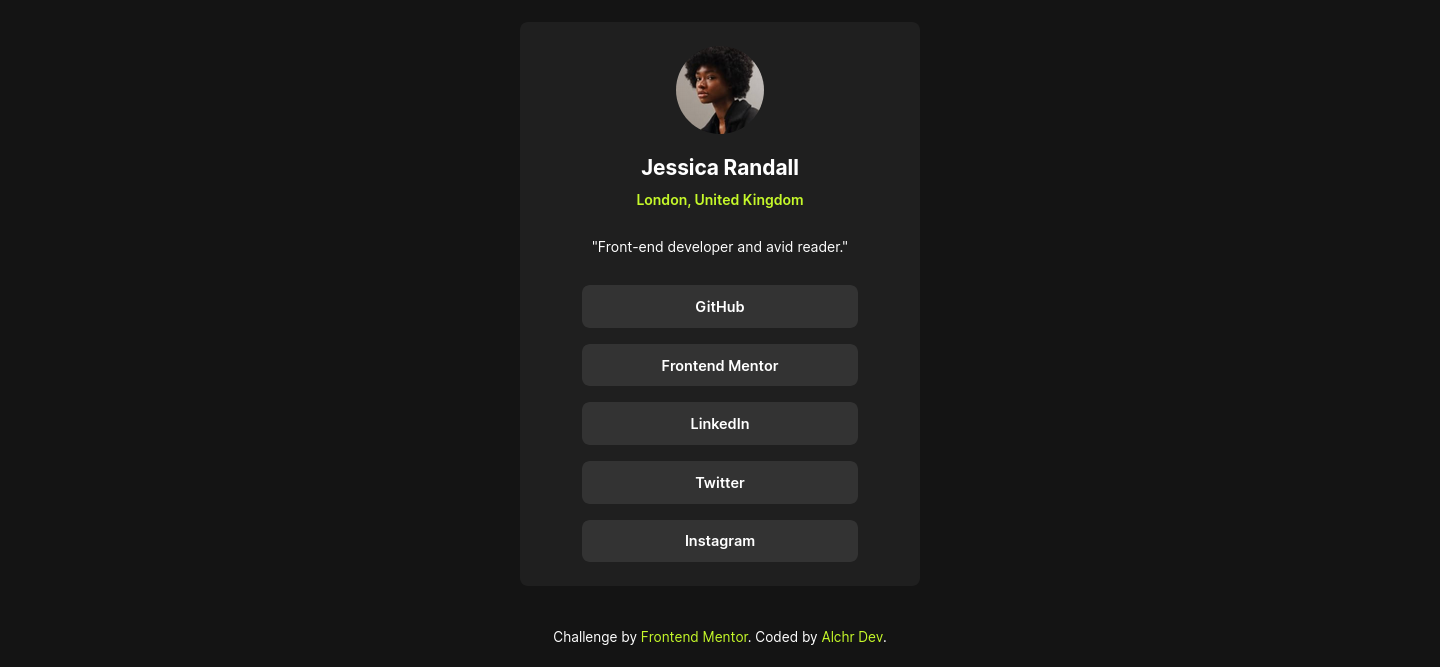 Jessica Randall
London, United Kingdom
"Front-end developer and avid reader."
GitHub
Frontend Mentor
LinkedIn
Twitter
Instagram
Challenge by Frontend Mentor. Coded by Alchr Dev.